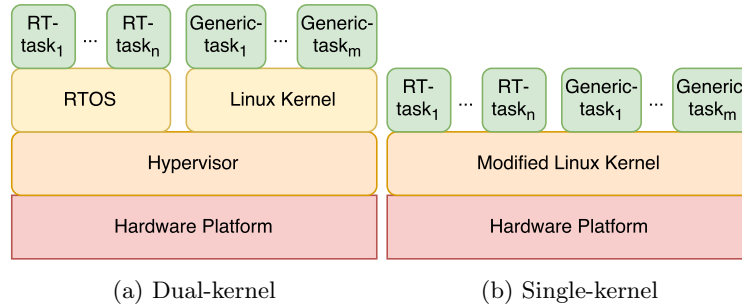 RT-
task1
...
RT-
taskn
Generic-
task1
...
Generic-
taskm
RTOS
Linux Kernel
Hypervisor
Hardware Platform
(a) Dual-kernel
RT-
task1
...
RT-
taskn
Generic-
task1
...
Generic
taskm
Modified Linux Kernel
Hardware Platform
(b) Single-kernel